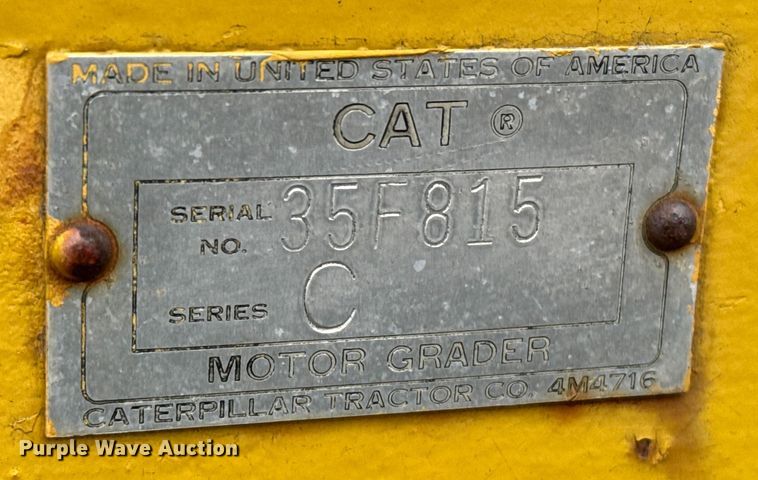 MADE IN UNITED STATES OF AMERICA
CAT ®
SERIAL NO. 35F815
SERIES C
MOTOR GRADER
CATERPILLAR TRACTOR CO. 4M4716
Purple Wave Auction